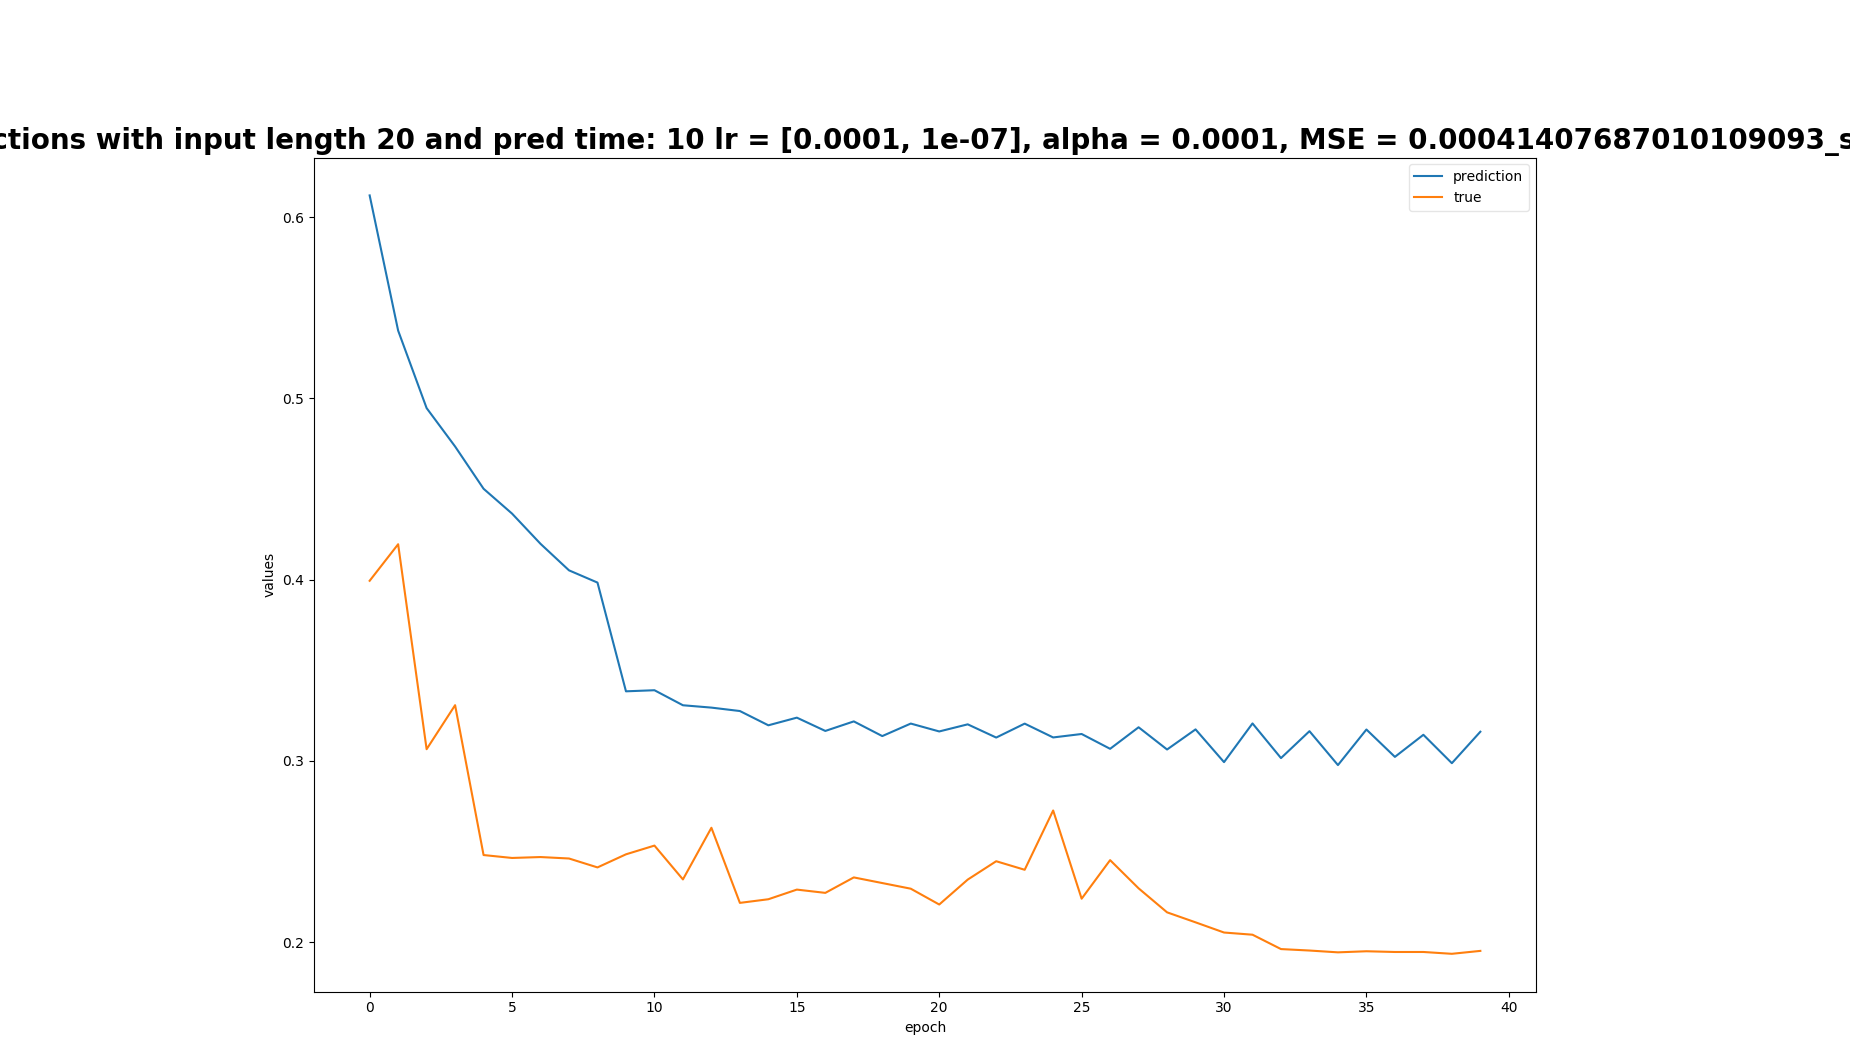 ctions with input length 20 and pred time: 10 lr = [0.0001, 1e-07], alpha = 0.0001, MSE = 0.00041407687010109093_s
prediction
true
0.6
0.5
0.4
0.3
0.2
values
0
5
10
15
20
25
30
35
40
epoch